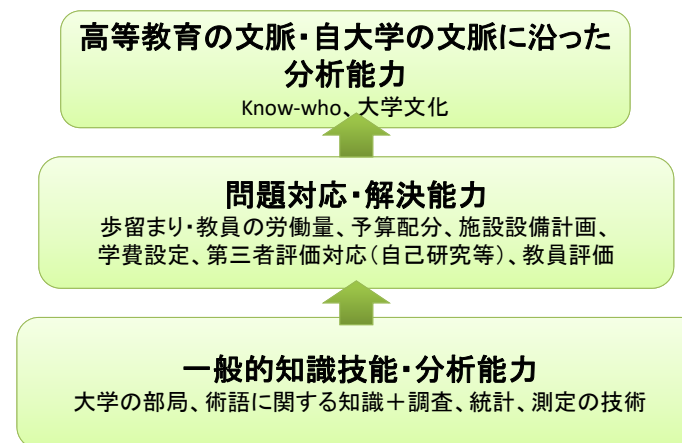 高等教育の文脈・自大学の文脈に沿った
分析能力
Know-who、大学文化
問題対応・解決能力
歩留まり・教員の労働量、予算配分、施設設備計画、
学費設定、第三者評価対応(自己研究等)、教員評価
一般的知識技能・分析能力
大学の部局、術語に関する知識＋調査、統計、測定の技術